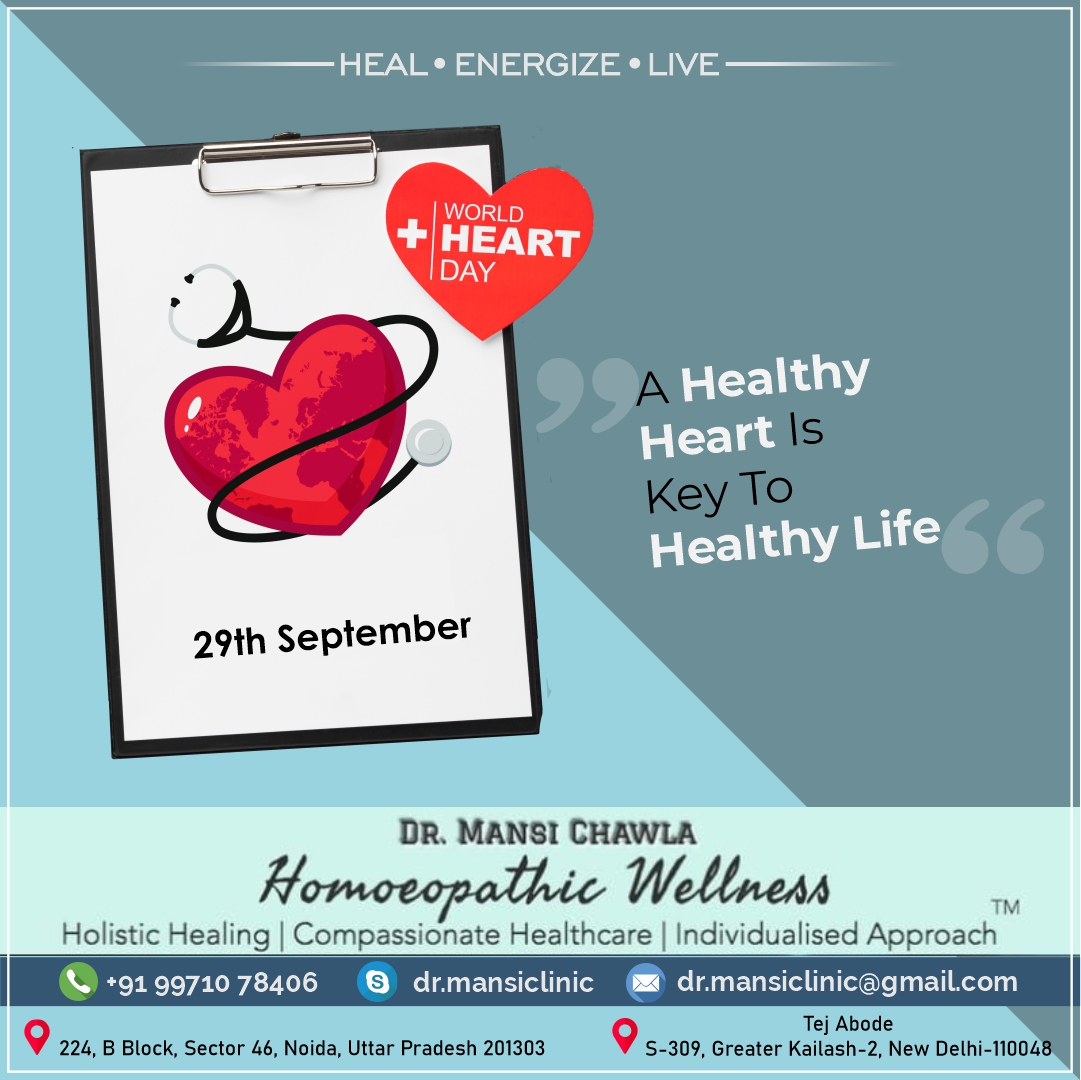 HEAL • ENERGIZE • LIVE
WORLD
+ HEART
DAY
A Healthy
Heart Is
Key To
Healthy Life
29th September
DR. MANSI CHAWLA
Homoeopathic Wellness
TM
Holistic Healing | Compassionate Healthcare | Individualised Approach
+91 99710 78406
dr.mansiclinic
dr.mansiclinic@gmail.com
224, B Block, Sector 46, Noida, Uttar Pradesh 201303
Tej Abode
S-309, Greater Kailash-2, New Delhi-110048